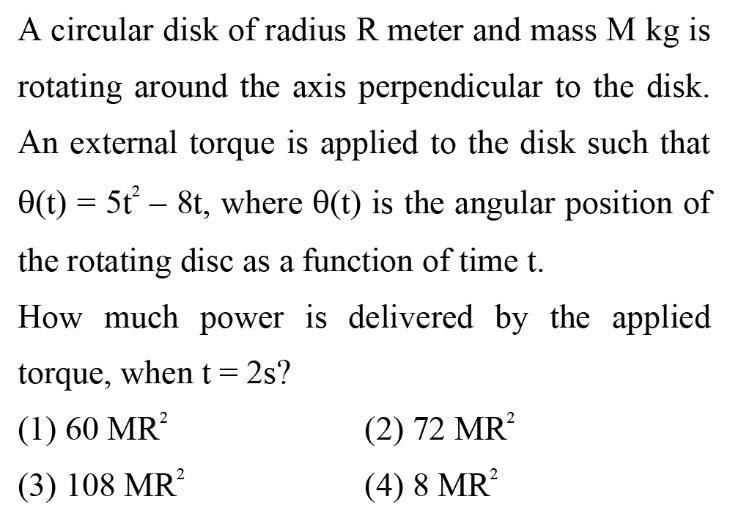 A circular disk of radius R meter and mass M kg is
rotating around the axis perpendicular to the disk.
An external torque is applied to the disk such that
θ(t) = 5t² – 8t, where θ(t) is the angular position of
the rotating disc as a function of time t.
How much power is delivered by the applied
torque, when t = 2s?
(1) 60 MR² (2) 72 MR²
(3) 108 MR² (4) 8 MR²